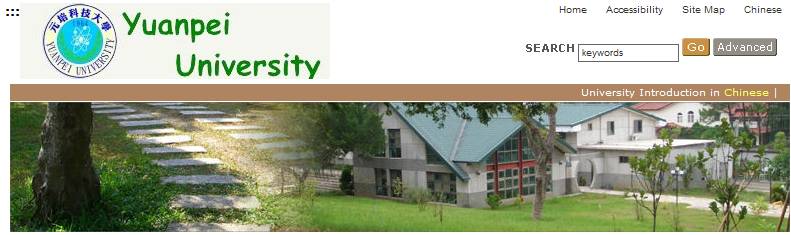 :::
元培科技大學
1964
YUANPEI UNIVERSITY
Yuanpei
University
Home Accessibility Site Map Chinese
SEARCH keywords Go Advanced
University Introduction in Chinese |